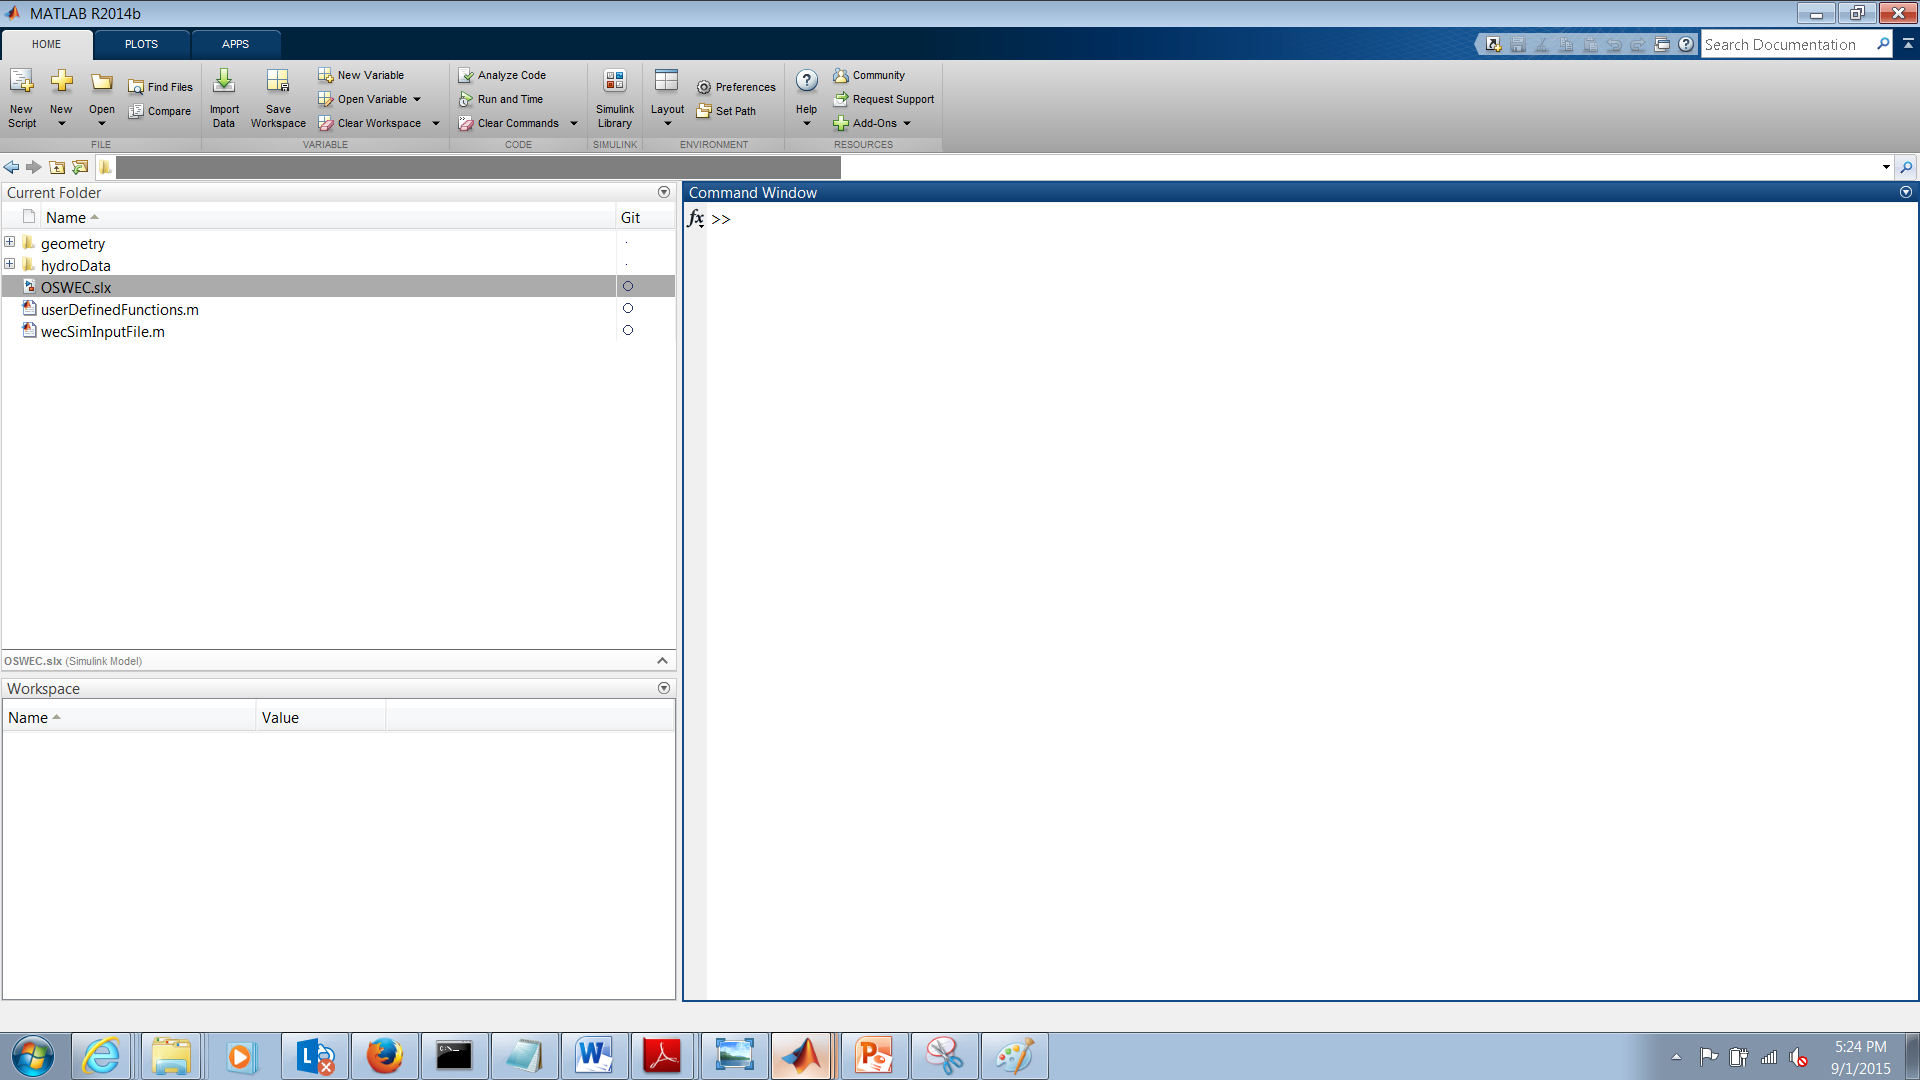 MATLAB R2014b
HOME PLOTS APPS
Search Documentation
New Script
New
Open
Find Files
Compare
Import Data
Save Workspace
New Variable
Open Variable
Clear Workspace
Analyze Code
Run and Time
Clear Commands
Simulink Library
Layout
Preferences
Set Path
Help
Community
Request Support
Add-Ons
FILE VARIABLE CODE SIMULINK ENVIRONMENT RESOURCES
Current Folder
Name Git
geometry
hydroData
OSWEC.slx
userDefinedFunctions.m
wecSimInputFile.m
OSWEC.slx (Simulink Model)
Workspace
Name Value
Command Window
fx >>
5:24 PM
9/1/2015